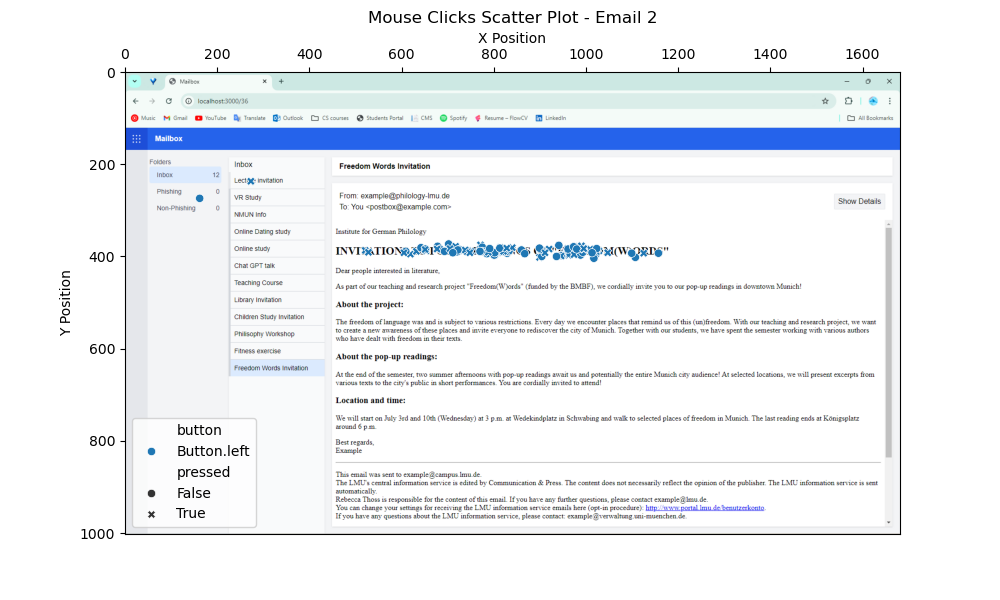 Mouse Clicks Scatter Plot - Email 2
X Position
0 200 400 600 800 1000 1200 1400 1600
Y Position
0
200
400
600
800
1000
Mailbox
localhost:3000/36
Music Gmail YouTube Translate Outlook CS courses Students Portal CMS Spotify Resume – FlowCV LinkedIn All Bookmarks
Mailbox
Folders
Inbox 12
Phishing 0
Non-Phishing 0
Inbox
invitation
VR Study
NMUN Info
Online Dating study
Online study
Chat GPT talk
Teaching Course
Library Invitation
Children Study Invitation
Philisophy Workshop
Fitness exercise
Freedom Words Invitation
Freedom Words Invitation
From: example@philology-lmu.de
To: You <postbox@example.com>
Show Details
Institute for German Philology
Dear people interested in literature,
As part of our teaching and research project "Freedom(W)ords" (funded by the BMBF), we cordially invite you to our pop-up readings in downtown Munich!
About the project:
The freedom of language was and is subject to various restrictions. Every day we encounter places that remind us of this (un)freedom. With our teaching and research project, we want
to create a new awareness of these places and invite everyone to rediscover the city of Munich. Together with our students, we have spent the semester working with various authors
who have dealt with freedom in their texts.
About the pop-up readings:
At the end of the semester, two summer afternoons with pop-up readings await us and potentially the entire Munich city audience! At selected locations, we will present excerpts from
various texts to the city's public in short performances. You are cordially invited to attend!
Location and time:
We will start on July 3rd and 10th (Wednesday) at 3 p.m. at Wedekindplatz in Schwabing and walk to selected places of freedom in Munich. The last reading ends at Königsplatz
around 6 p.m.
Best regards,
Example
This email was sent to example@campus.lmu.de.
The LMU's central information service is edited by Communication & Press. The content does not necessarily reflect the opinion of the publisher. The LMU information service is sent
automatically.
Rebecca Thoss is responsible for the content of this email. If you have any further questions, please contact example@lmu.de.
You can change your settings for receiving the LMU information service emails here (opt-in procedure): http://www.portal.lmu.de/benutzerkonto.
If you have any questions about the LMU information service, please contact: example@verwaltung.uni-muenchen.de.
button
Button.left
pressed
False
True